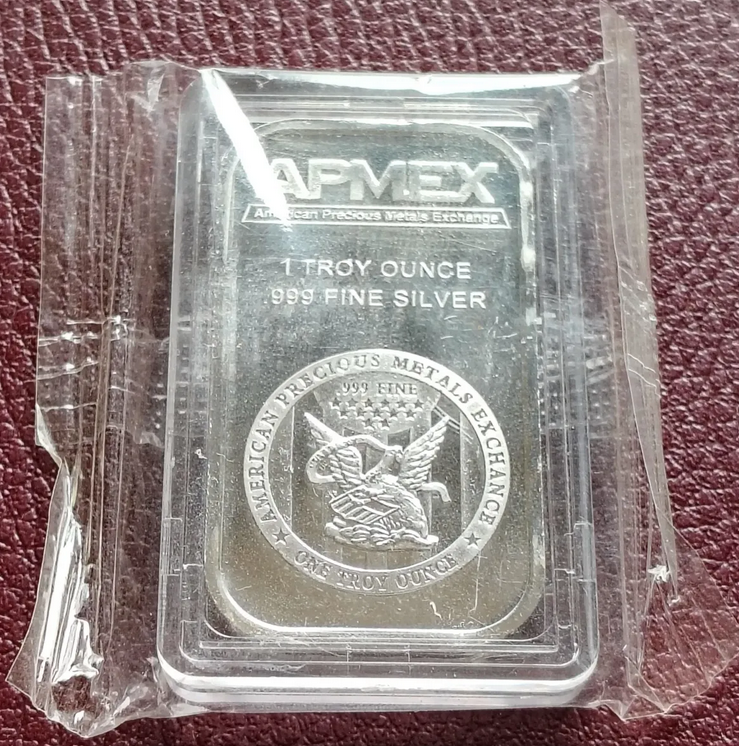 APMEX
American Precious Metals Exchange
1 TROY OUNCE
.999 FINE SILVER
★ AMERICAN PRECIOUS METALS EXCHANGE ★
.999 FINE
ONE TROY OUNCE